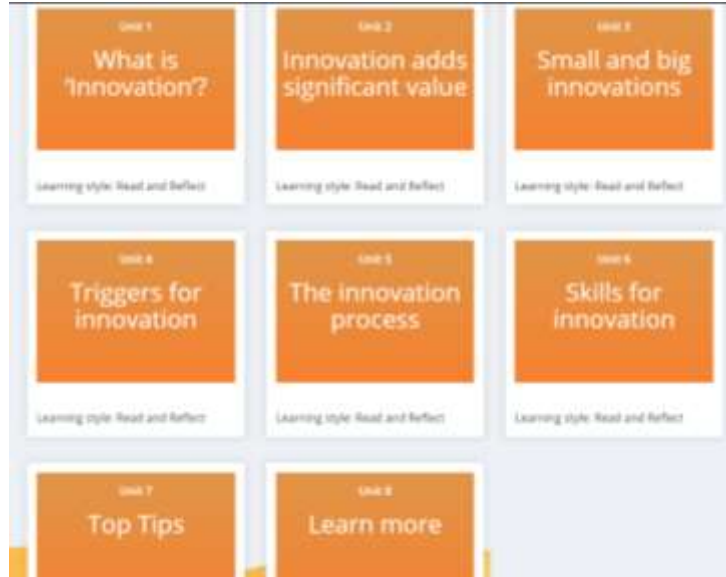 Unit 1
What is
'Innovation'?
Learning style: Read and Reflect
Unit 2
Innovation adds
significant value
Learning style: Read and Reflect
Unit 3
Small and big
innovations
Learning style: Read and Reflect
Unit 4
Triggers for
innovation
Learning style: Read and Reflect
Unit 5
The innovation
process
Learning style: Read and Reflect
Unit 6
Skills for
innovation
Learning style: Read and Reflect
Unit 7
Top Tips
Unit 8
Learn more